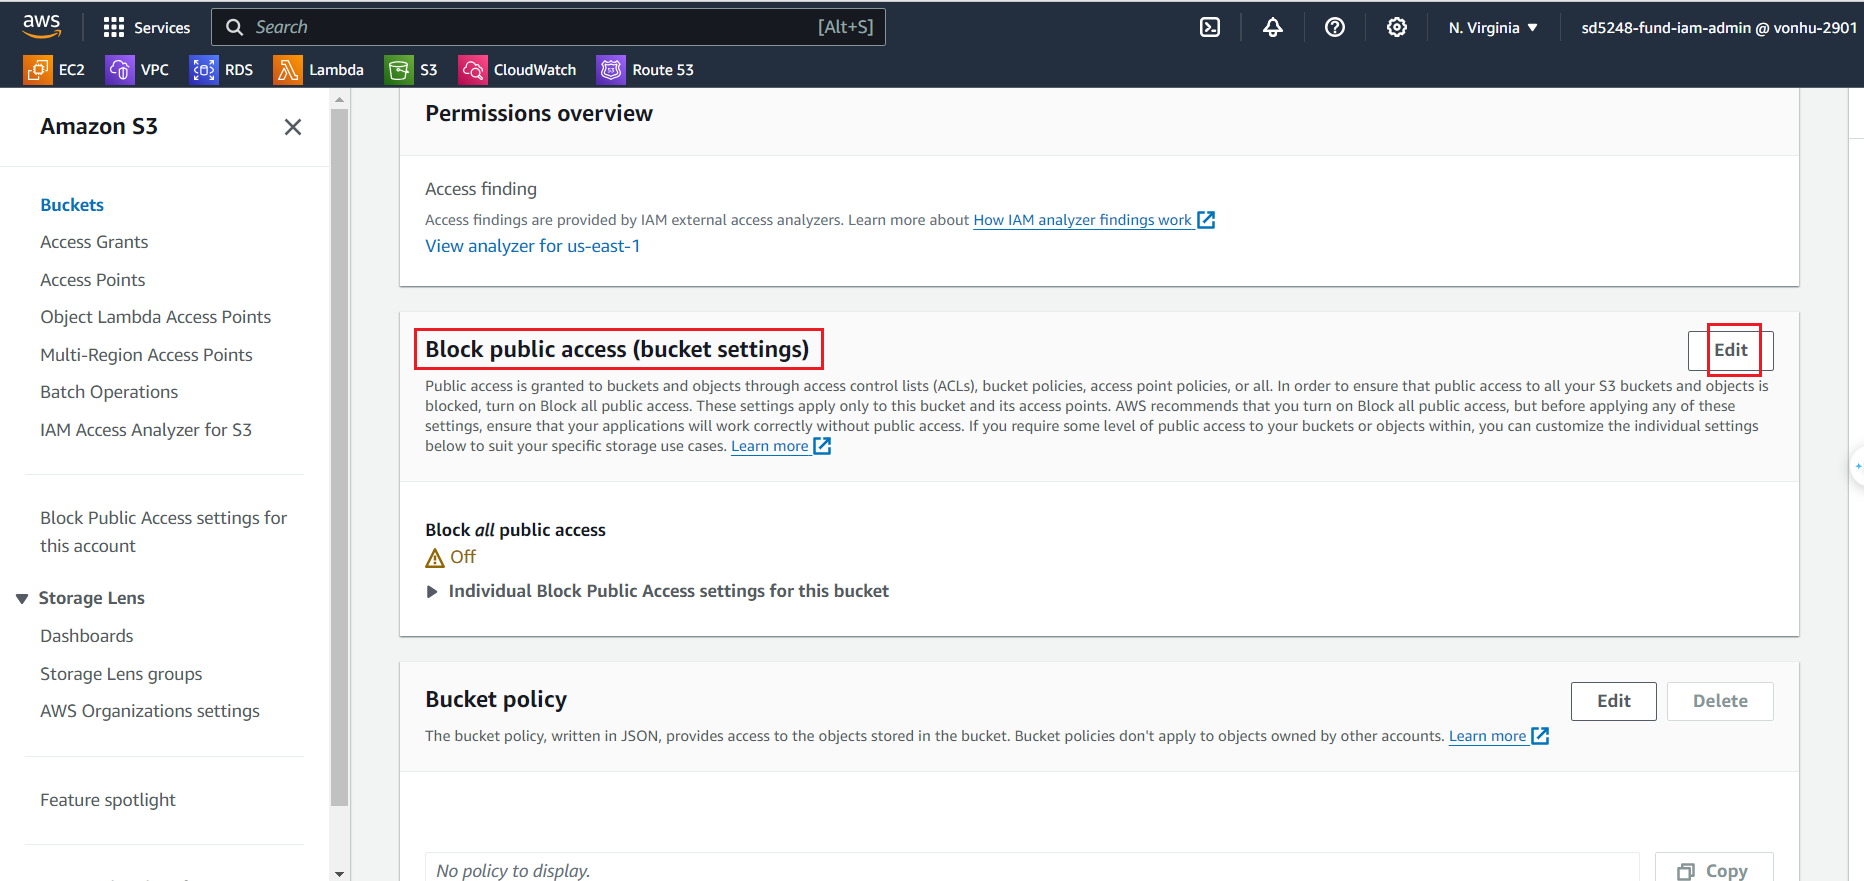 aws
Services
Search
[Alt+S]
N. Virginia
sd5248-fund-iam-admin @ vonhu-2901
EC2
VPC
RDS
Lambda
S3
CloudWatch
Route 53
Amazon S3
Buckets
Access Grants
Access Points
Object Lambda Access Points
Multi-Region Access Points
Batch Operations
IAM Access Analyzer for S3
Block Public Access settings for
this account
Storage Lens
Dashboards
Storage Lens groups
AWS Organizations settings
Feature spotlight
Permissions overview
Access finding
Access findings are provided by IAM external access analyzers. Learn more about How IAM analyzer findings work
View analyzer for us-east-1
Block public access (bucket settings)
Edit
Public access is granted to buckets and objects through access control lists (ACLs), bucket policies, access point policies, or all. In order to ensure that public access to all your S3 buckets and objects is
blocked, turn on Block all public access. These settings apply only to this bucket and its access points. AWS recommends that you turn on Block all public access, but before applying any of these
settings, ensure that your applications will work correctly without public access. If you require some level of public access to your buckets or objects within, you can customize the individual settings
below to suit your specific storage use cases. Learn more
Block all public access
Off
Individual Block Public Access settings for this bucket
Bucket policy
Edit
Delete
The bucket policy, written in JSON, provides access to the objects stored in the bucket. Bucket policies don't apply to objects owned by other accounts. Learn more
No policy to display.
Copy